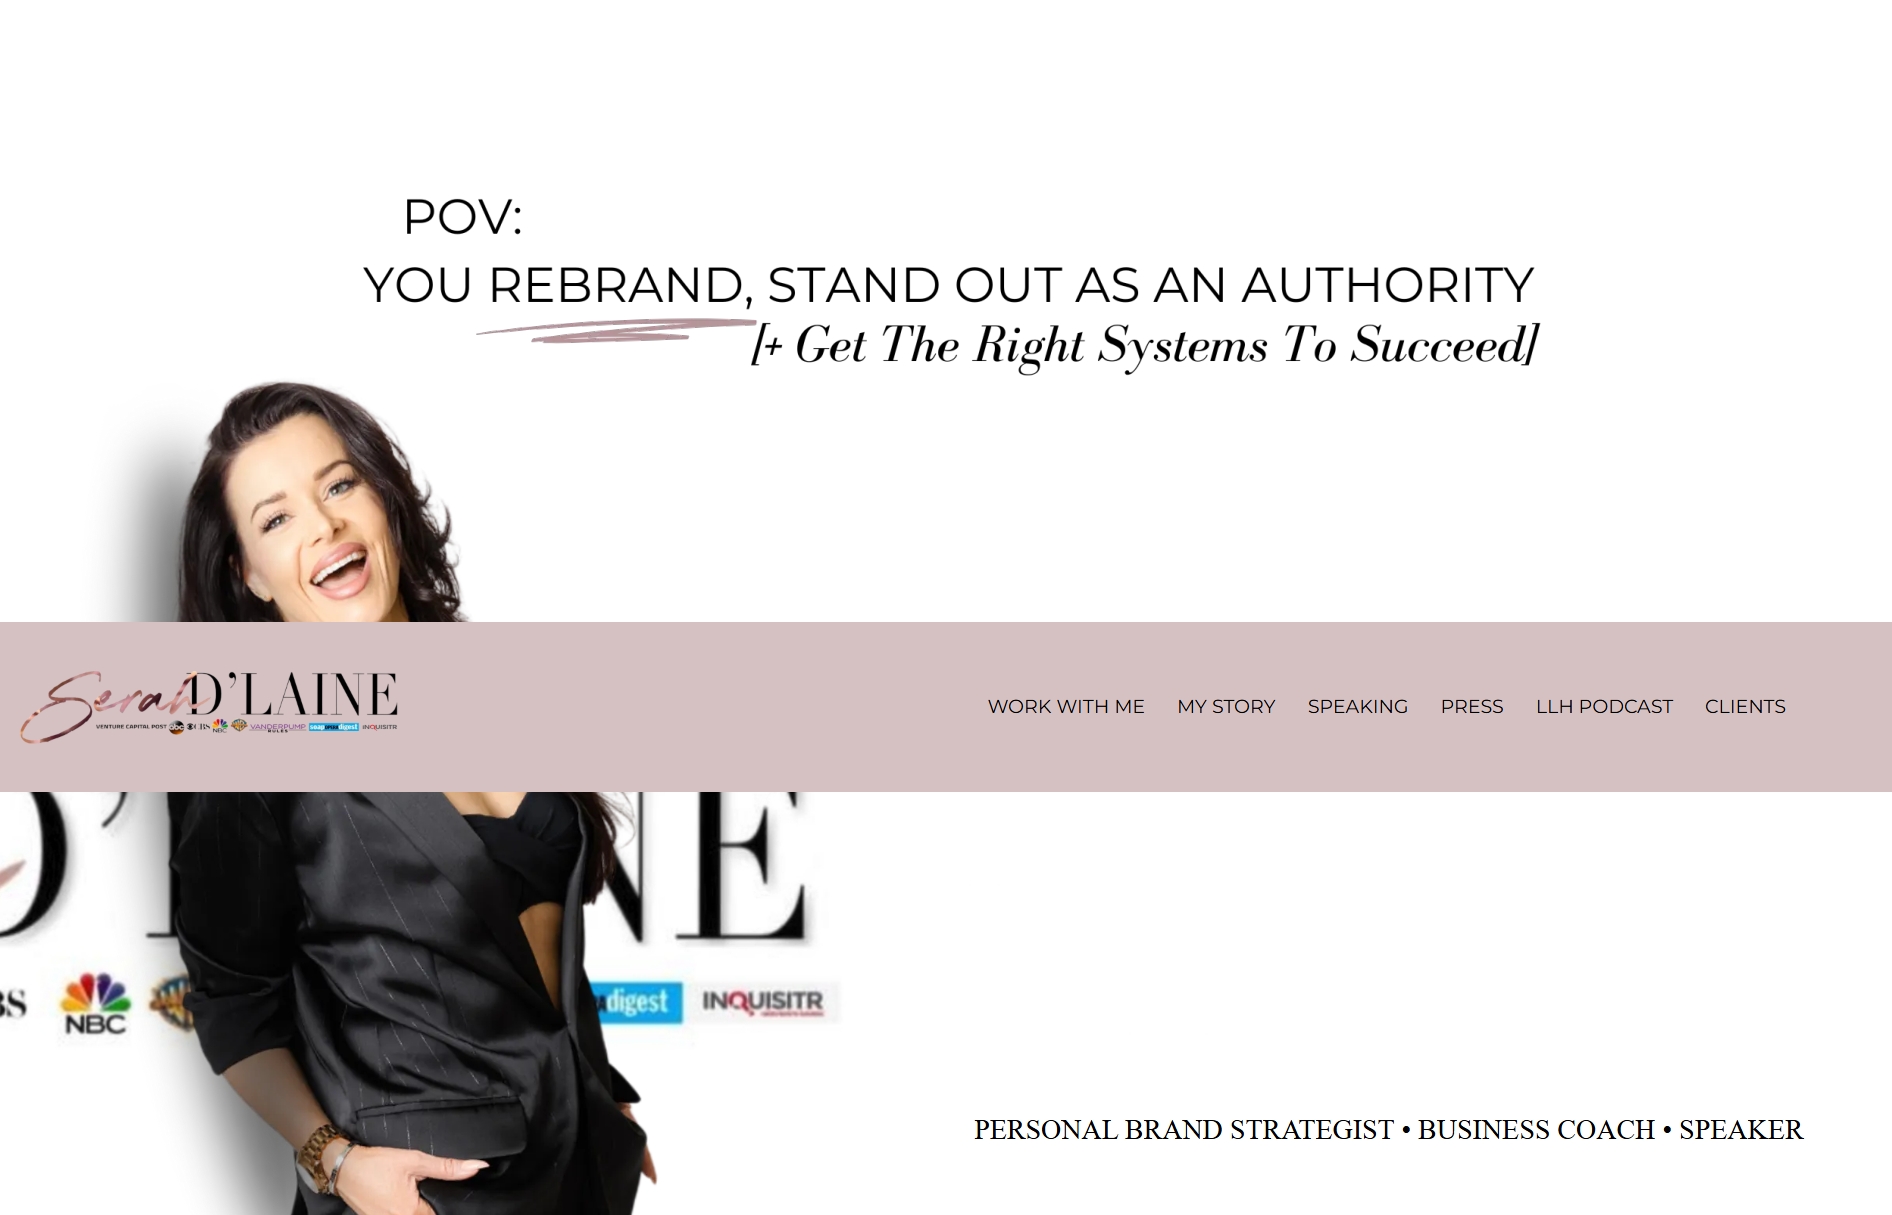 POV:
YOU REBRAND, STAND OUT AS AN AUTHORITY
[+ Get The Right Systems To Succeed]
Serah D'LAINE
VENTURE CAPITAL POST abc CBS NBC VANDERPUMP RULES soap opera digest INQUISITR
WORK WITH ME MY STORY SPEAKING PRESS LLH PODCAST CLIENTS
D' NE
BS NBC digest INQUISITR
PERSONAL BRAND STRATEGIST • BUSINESS COACH • SPEAKER